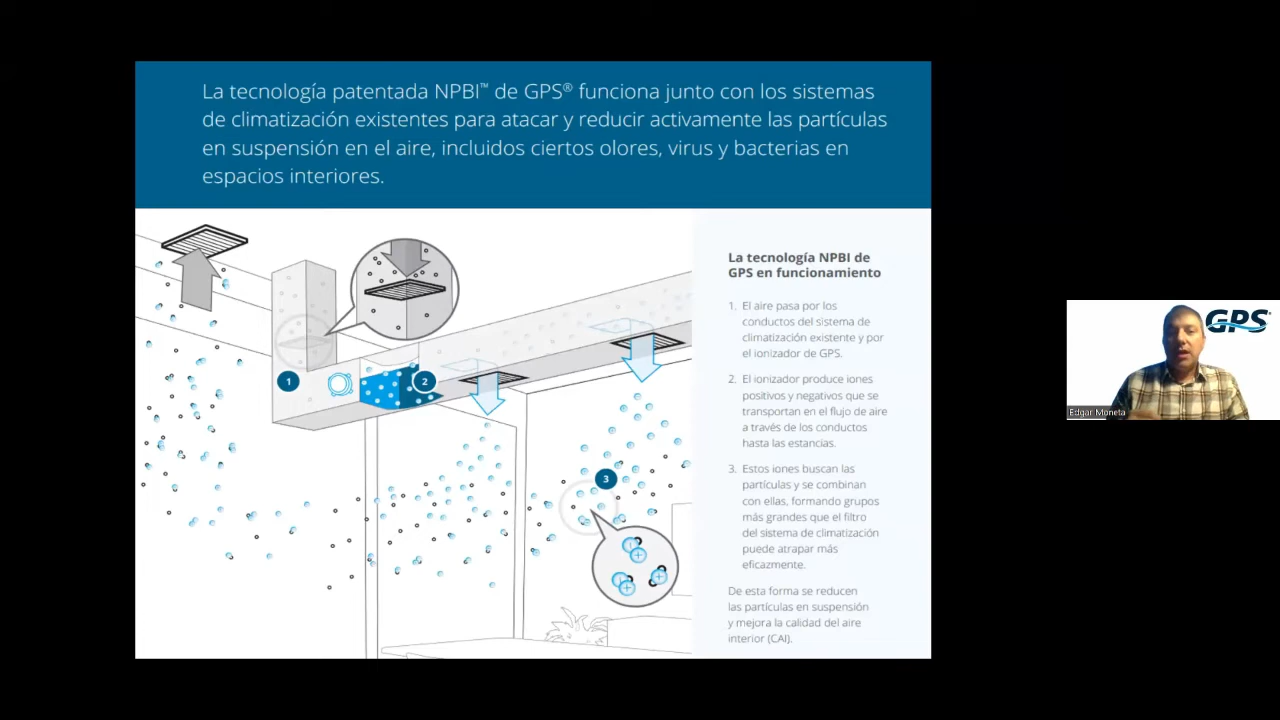 La tecnología patentada NPBI™ de GPS® funciona junto con los sistemas
de climatización existentes para atacar y reducir activamente las partículas
en suspensión en el aire, incluidos ciertos olores, virus y bacterias en
espacios interiores.
1
2
3
La tecnología NPBI de
GPS en funcionamiento
1. El aire pasa por los
conductos del sistema de
climatización existente y por
el ionizador de GPS.
2. El ionizador produce iones
positivos y negativos que se
transportan en el flujo de aire
a través de los conductos
hasta las estancias.
3. Estos iones buscan las
partículas y se combinan
con ellas, formando grupos
más grandes que el filtro
del sistema de climatización
puede atrapar más
eficazmente.
De esta forma se reducen
las partículas en suspensión
y mejora la calidad del aire
interior (CAI).
GPS
Edgar Moneta